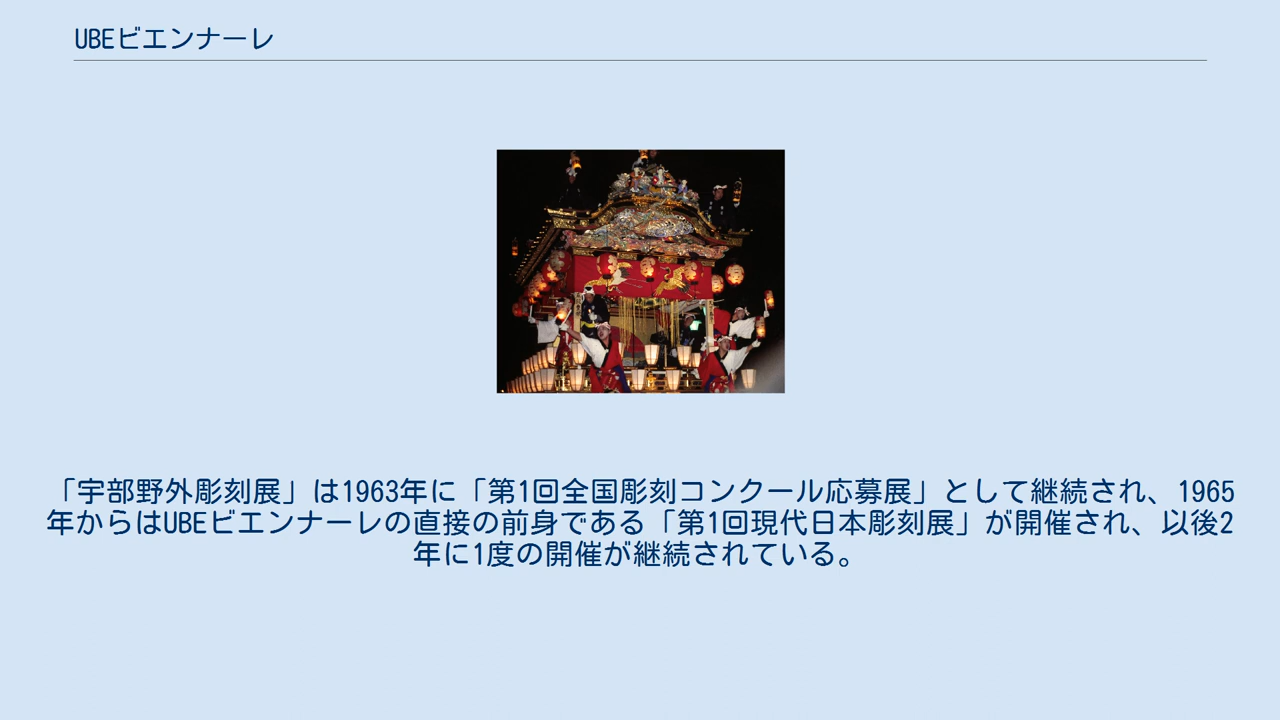 UBEビエンナーレ
「宇部野外彫刻展」は1963年に「第1回全国彫刻コンクール応募展」として継続され、1965
年からはUBEビエンナーレの直接の前身である「第1回現代日本彫刻展」が開催され、以後2
年に1度の開催が継続されている。